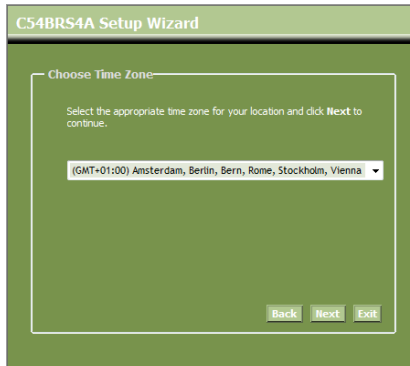 C54BRS4A Setup Wizard
Choose Time Zone
Select the appropriate time zone for your location and click Next to
continue.
(GMT+01:00) Amsterdam, Berlin, Bern, Rome, Stockholm, Vienna
Back Next Exit